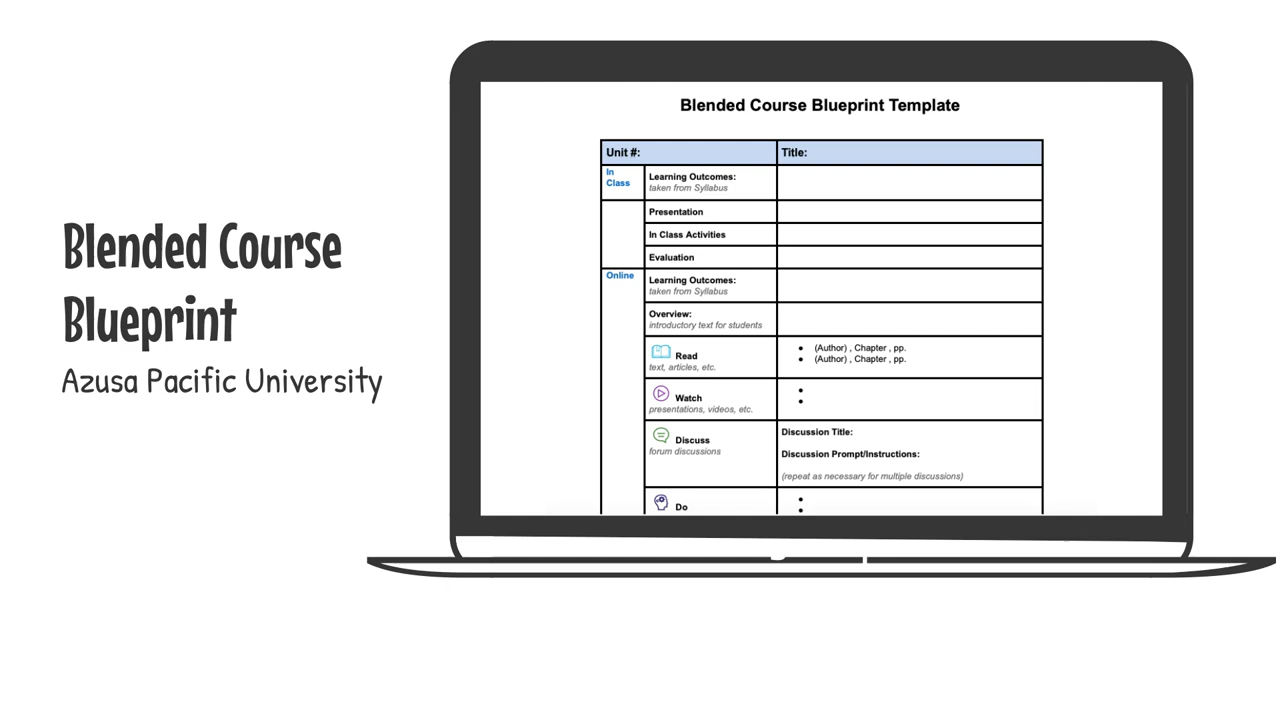 Blended Course
Blueprint
Azusa Pacific University
Blended Course Blueprint Template
Unit #:
Title:
In
Class
Learning Outcomes:
taken from Syllabus
Presentation
In Class Activities
Evaluation
Online
Learning Outcomes:
taken from Syllabus
Overview:
introductory text for students
Read
text, articles, etc.
• (Author) , Chapter , pp.
• (Author) , Chapter , pp.
Watch
presentations, videos, etc.
Discuss
forum discussions
Discussion Title:
Discussion Prompt/Instructions:
(repeat as necessary for multiple discussions)
Do